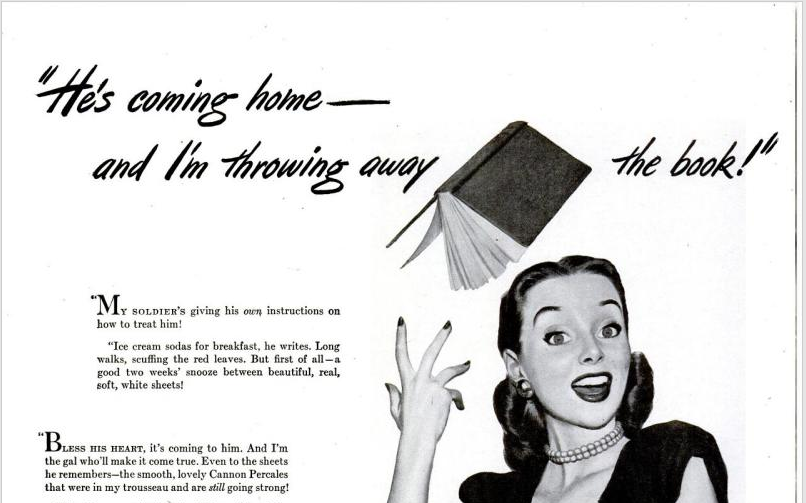 "He's coming home—
and I'm throwing away the book!"
"My soldier's giving his own instructions on
how to treat him!
"Ice cream sodas for breakfast, he writes. Long
walks, scuffing the red leaves. But first of all—a
good two weeks' snooze between beautiful, real,
soft, white sheets!
"Bless his heart, it's coming to him. And I'm
the gal who'll make it come true. Even to the sheets
he remembers—the smooth, lovely Cannon Percales
that were in my trousseau and are still going strong!